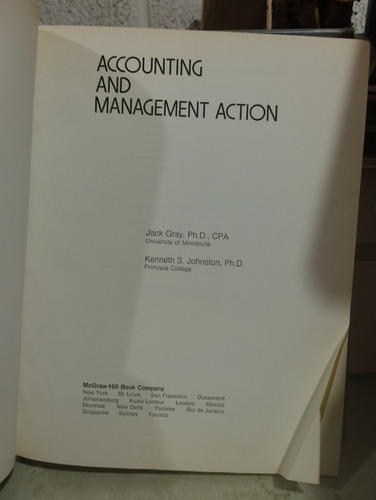 ACCOUNTING
AND
MANAGEMENT ACTION
Jack Gray, Ph.D., CPA
University of Minnesota
Kenneth S. Johnston, Ph.D.
Principia College
McGraw-Hill Book Company
New York St. Louis San Francisco Dusseldorf
Johannesburg Kuala Lumpur London Mexico
Montreal New Delhi Panama Rio de Janeiro
Singapore Sydney Toronto